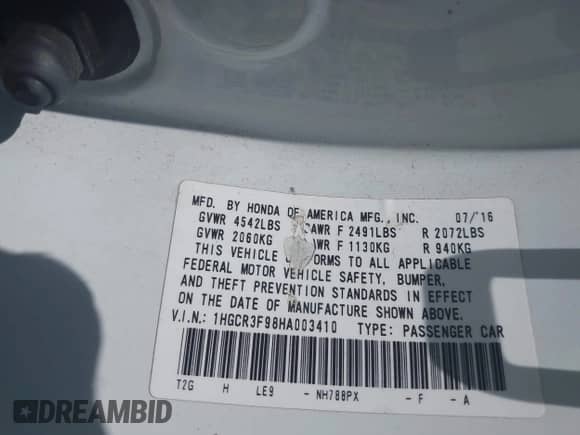 MFD. BY HONDA OF AMERICA MFG., INC. 07/'16
GVWR 4542LBS GAWR F 2491LBS R 2072LBS
GVWR 2060KG GAWR F 1130KG R 940KG
THIS VEHICLE CONFORMS TO ALL APPLICABLE
FEDERAL MOTOR VEHICLE SAFETY, BUMPER,
AND THEFT PREVENTION STANDARDS IN EFFECT
ON THE DATE OF MANUFACTURE SHOWN ABOVE.
V.I.N.: 1HGCR3F98HA003410 TYPE: PASSENGER CAR
T2G H LE9 - NH788PX - F - A
DREAMBID